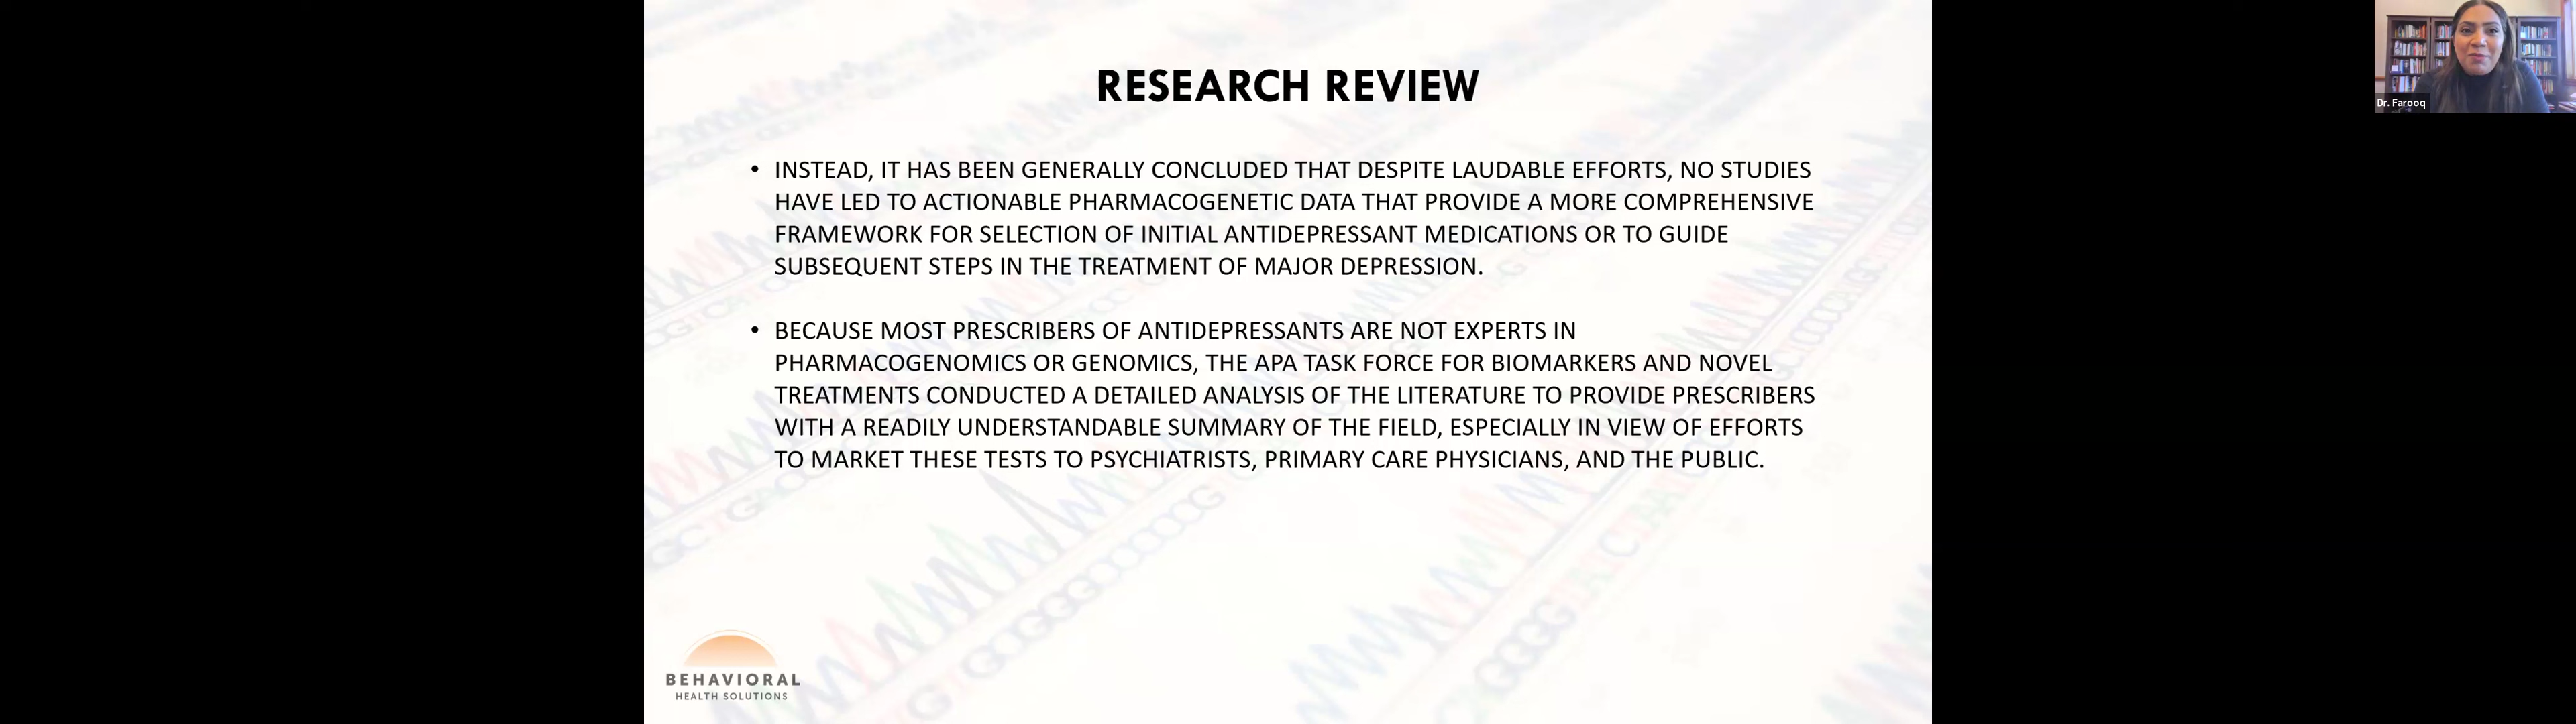 RESEARCH REVIEW
• INSTEAD, IT HAS BEEN GENERALLY CONCLUDED THAT DESPITE LAUDABLE EFFORTS, NO STUDIES
HAVE LED TO ACTIONABLE PHARMACOGENETIC DATA THAT PROVIDE A MORE COMPREHENSIVE
FRAMEWORK FOR SELECTION OF INITIAL ANTIDEPRESSANT MEDICATIONS OR TO GUIDE
SUBSEQUENT STEPS IN THE TREATMENT OF MAJOR DEPRESSION.
• BECAUSE MOST PRESCRIBERS OF ANTIDEPRESSANTS ARE NOT EXPERTS IN
PHARMACOGENOMICS OR GENOMICS, THE APA TASK FORCE FOR BIOMARKERS AND NOVEL
TREATMENTS CONDUCTED A DETAILED ANALYSIS OF THE LITERATURE TO PROVIDE PRESCRIBERS
WITH A READILY UNDERSTANDABLE SUMMARY OF THE FIELD, ESPECIALLY IN VIEW OF EFFORTS
TO MARKET THESE TESTS TO PSYCHIATRISTS, PRIMARY CARE PHYSICIANS, AND THE PUBLIC.
BEHAVIORAL
HEALTH SOLUTIONS
Dr. Farooq